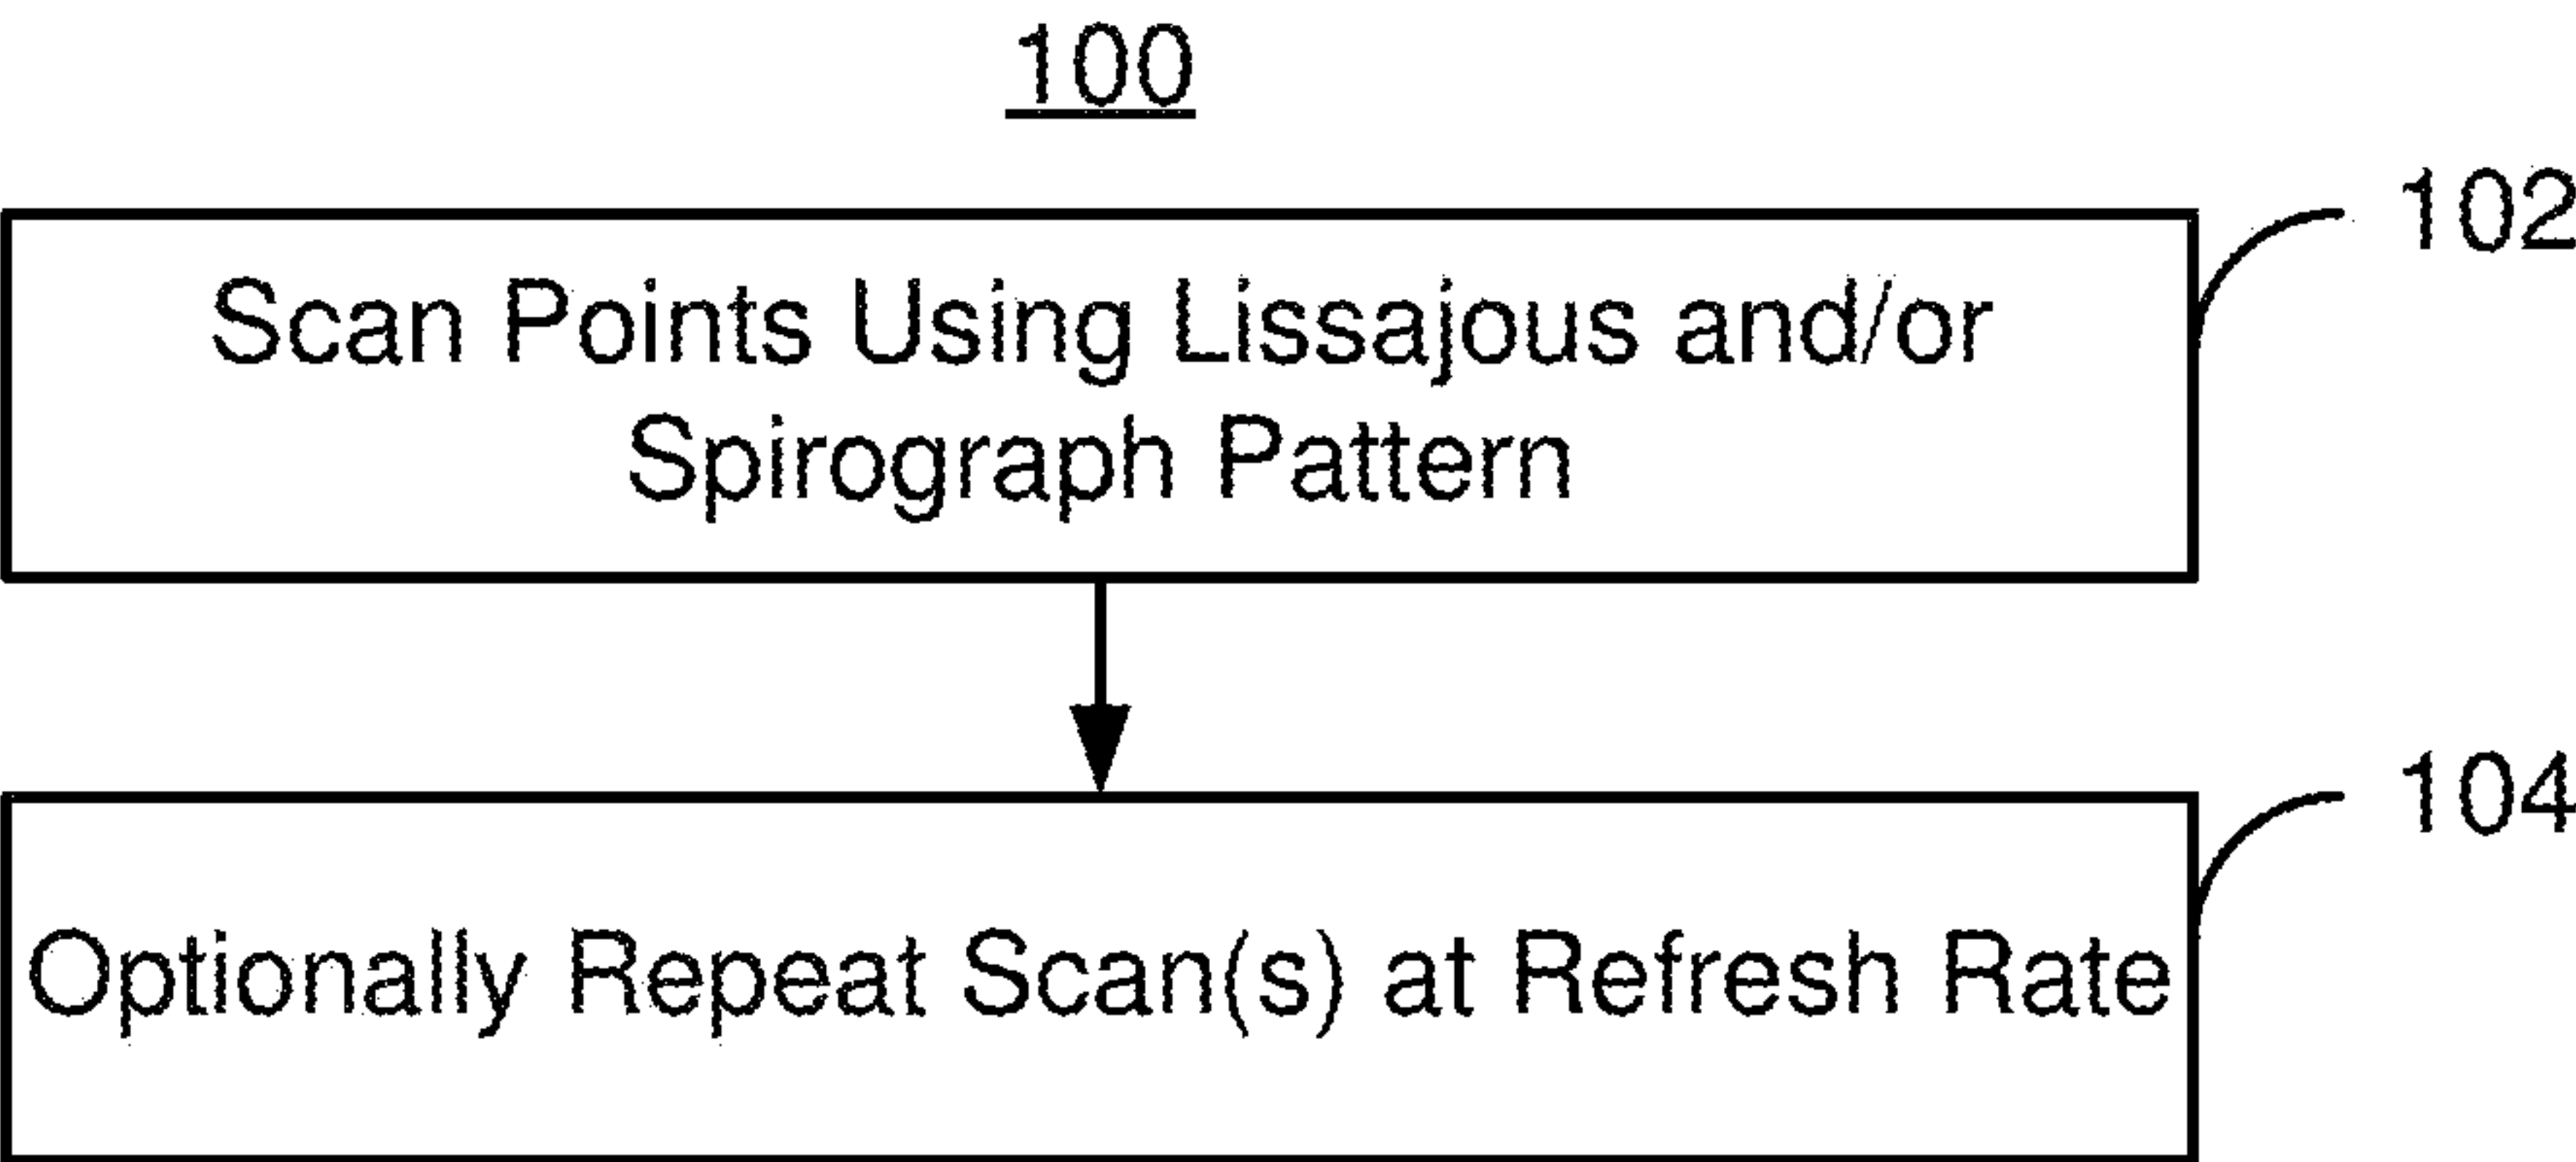 100
102
Scan Points Using Lissajous and/or
Spirograph Pattern
104
Optionally Repeat Scan(s) at Refresh Rate